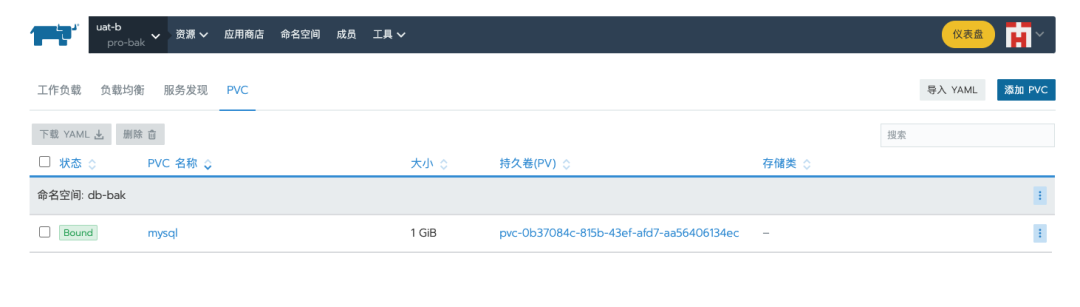 uat-b
pro-bak
资源 应用商店 命名空间 成员 工具
仪表盘
工作负载 负载均衡 服务发现 PVC
导入 YAML 添加 PVC
下载 YAML 删除
搜索
状态 PVC 名称 大小 持久卷(PV) 存储类
命名空间: db-bak
Bound mysql 1 GiB pvc-0b37084c-815b-43ef-afd7-aa56406134ec –